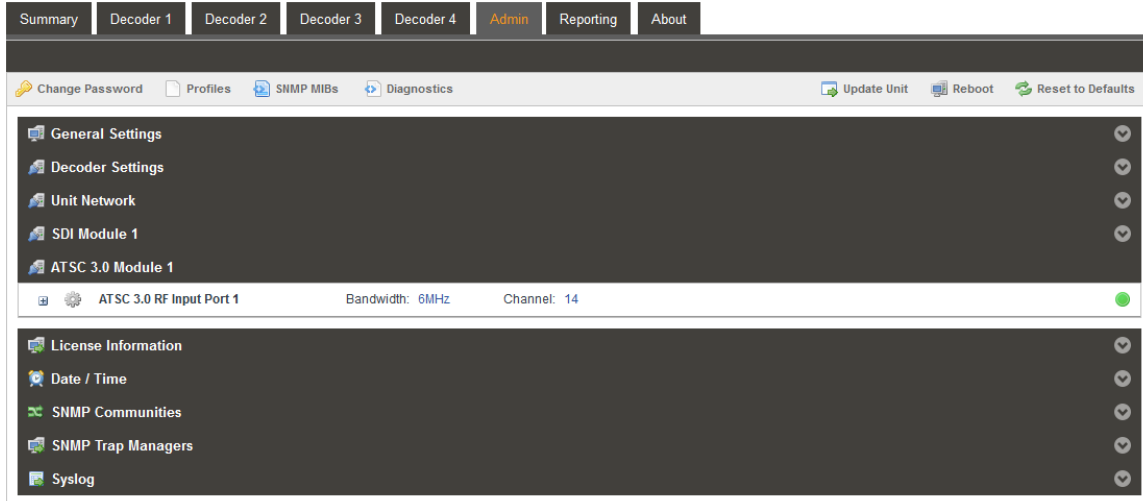 Summary Decoder 1 Decoder 2 Decoder 3 Decoder 4 Admin Reporting About
Change Password Profiles SNMP MIBs Diagnostics Update Unit Reboot Reset to Defaults
General Settings
Decoder Settings
Unit Network
SDI Module 1
ATSC 3.0 Module 1
ATSC 3.0 RF Input Port 1 Bandwidth: 6MHz Channel: 14
License Information
Date / Time
SNMP Communities
SNMP Trap Managers
Syslog